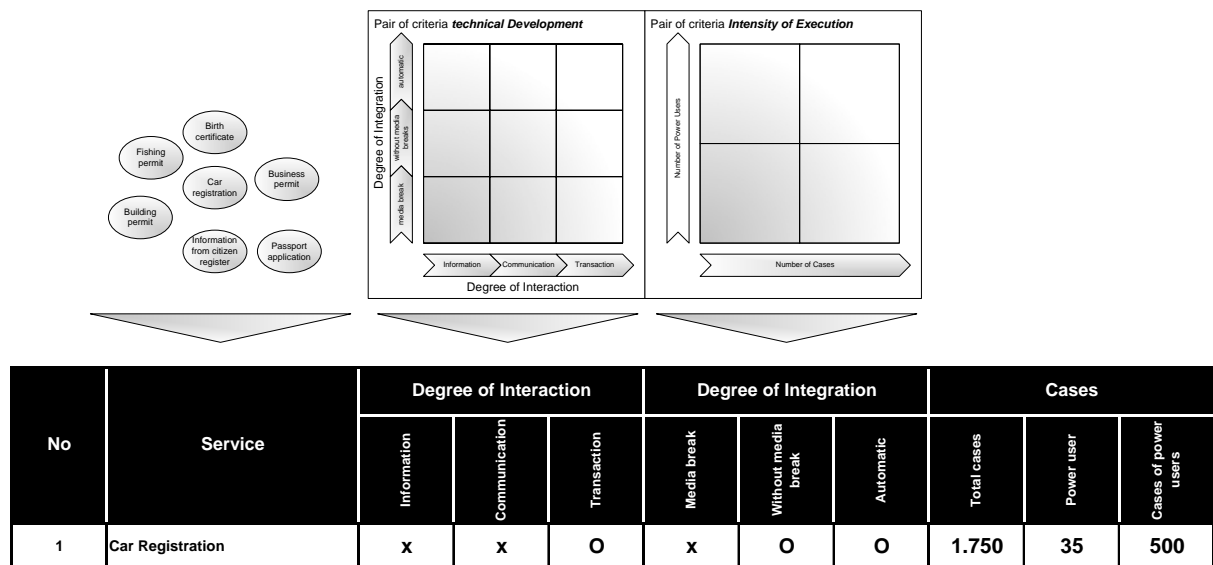 Pair of criteria technical Development
Pair of criteria Intensity of Execution
Birth
certificate
Fishing
permit
Car
registration
Business
permit
Building
permit
Information
from citizen
register
Passport
application
Degree of Integration
automatic
without media
breaks
media break
Information
Communication
Transaction
Degree of Interaction
Number of Power Users
Number of Cases
No
Service
Degree of Interaction
Degree of Integration
Cases
Information
Communication
Transaction
Media break
Without media
break
Automatic
Total cases
Power user
Cases of power
users
1 Car Registration x x O x O O 1.750 35 500